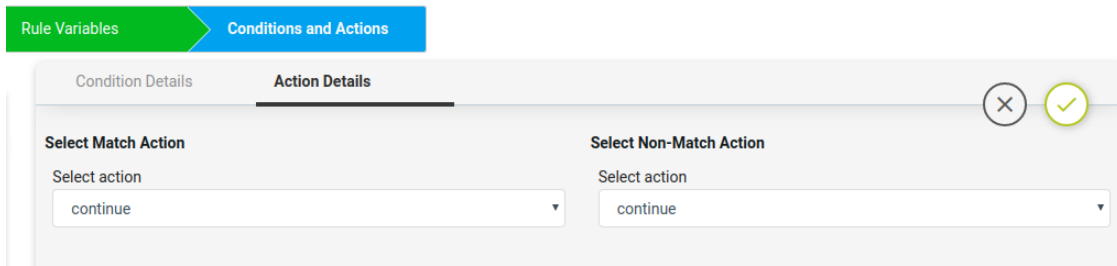 Rule Variables
Conditions and Actions
Condition Details
Action Details
Select Match Action
Select Non-Match Action
Select action
Select action
continue
continue